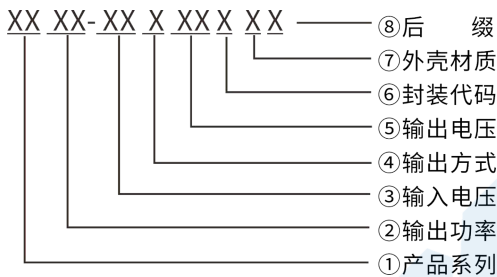 XX XX-XX X XX X X X
⑧后 缀
⑦外壳材质
⑥封装代码
⑤输出电压
④输出方式
③输入电压
②输出功率
①产品系列